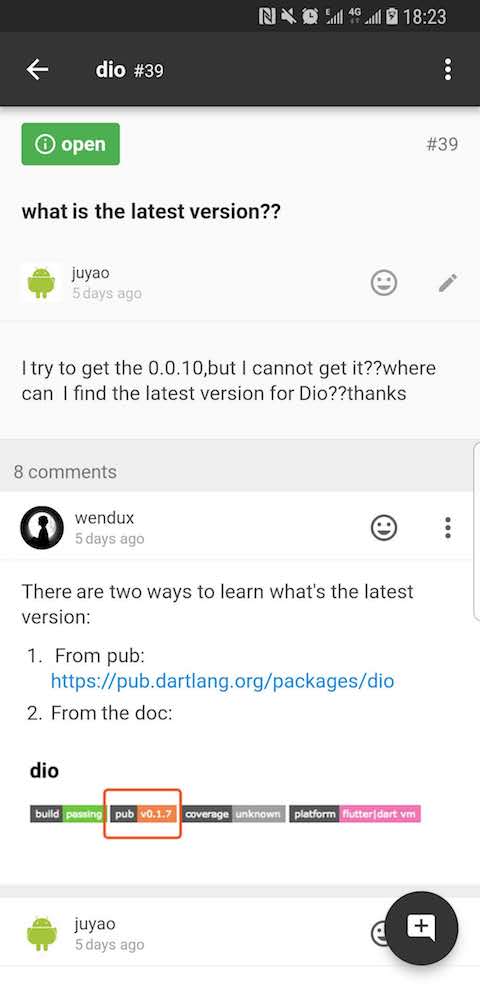 E 4G 18:23
dio #39
open #39
what is the latest version??
juyao
5 days ago
I try to get the 0.0.10,but I cannot get it??where
can I find the latest version for Dio??thanks
8 comments
wendux
5 days ago
There are two ways to learn what's the latest
version:
1. From pub:
https://pub.dartlang.org/packages/dio
2. From the doc:
dio
build passing pub v0.1.7 coverage unknown platform flutter|dart vm
juyao
5 days ago